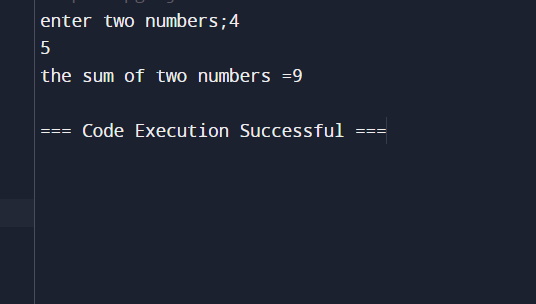 enter two numbers;4
5
the sum of two numbers =9
=== Code Execution Successful ===